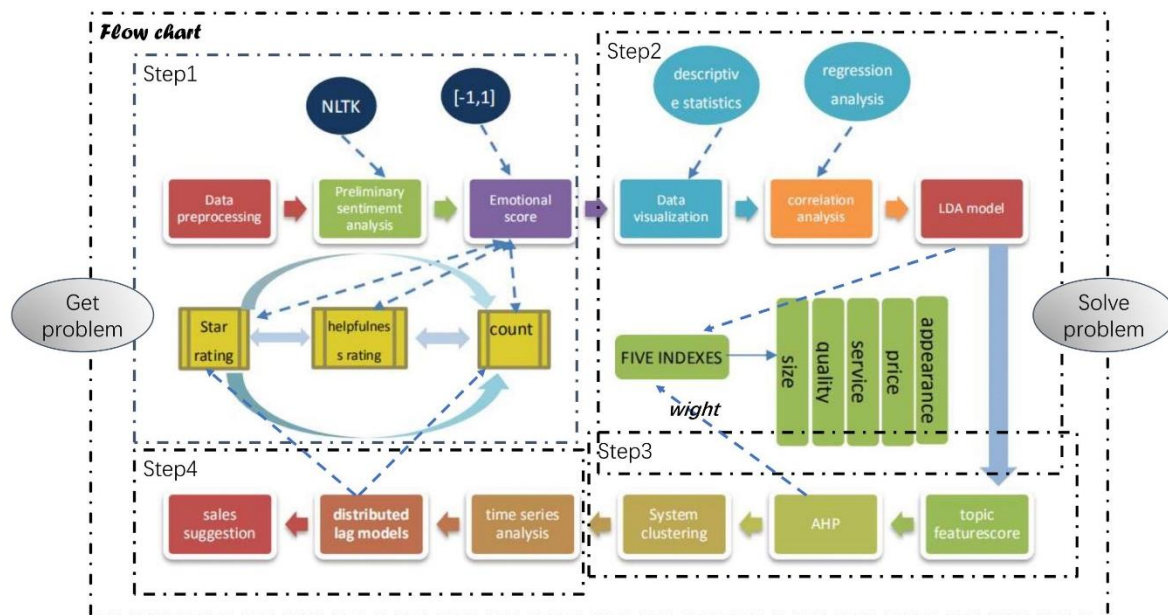 Flow chart
Step1
Step2
NLTK
[-1,1]
descriptiv
e statistics
regression
analysis
Data
preprocessing
Preliminary
sentimemt
analysis
Emotional
score
Data
visualization
correlation
analysis
LDA model
Get
problem
Solve
problem
Star
rating
helpfulnes
s rating
count
FIVE INDEXES
size
quality
service
price
appearance
wight
Step4
Step3
sales
suggestion
distributed
lag models
time series
analysis
System
clustering
AHP
topic
featurescore